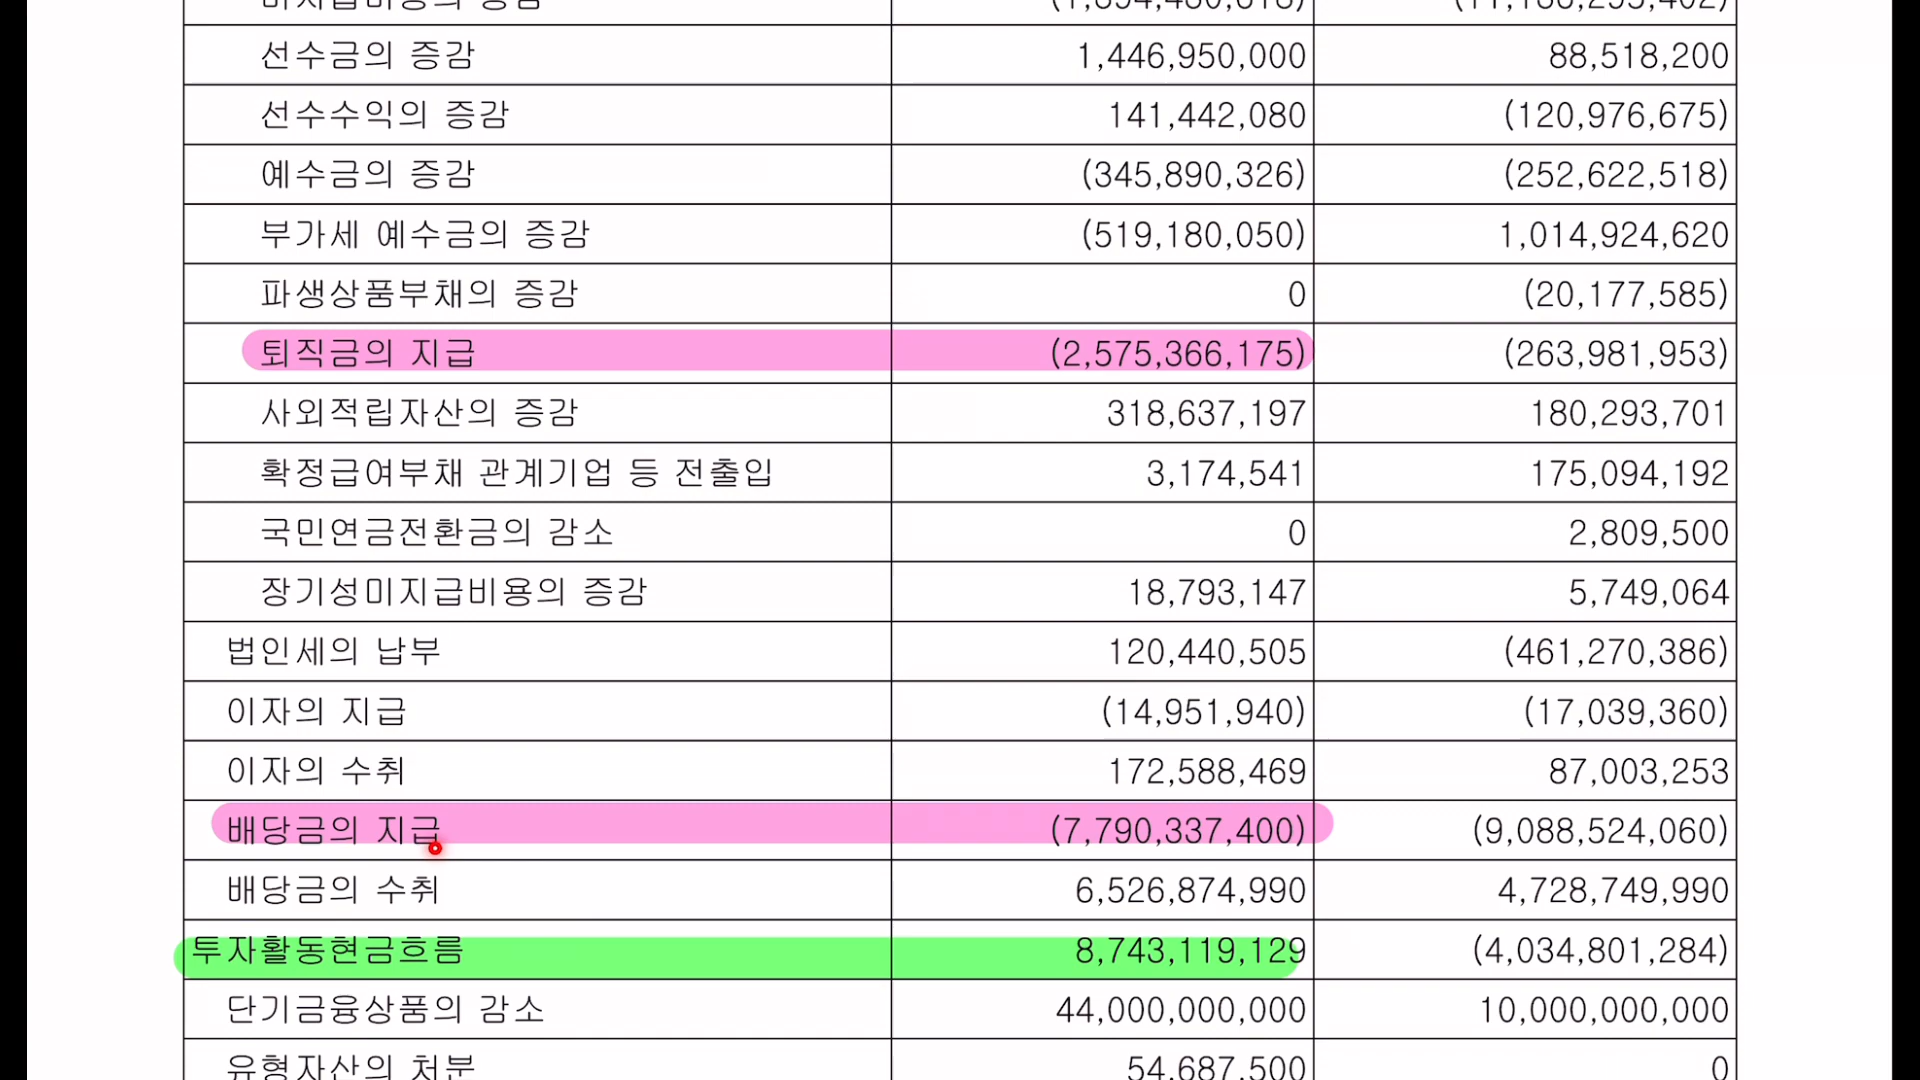 선수금의 증감 1,446,950,000 88,518,200
선수수익의 증감 141,442,080 (120,976,675)
예수금의 증감 (345,890,326) (252,622,518)
부가세 예수금의 증감 (519,180,050) 1,014,924,620
파생상품부채의 증감 0 (20,177,585)
퇴직금의 지급 (2,575,366,175) (263,981,953)
사외적립자산의 증감 318,637,197 180,293,701
확정급여부채 관계기업 등 전출입 3,174,541 175,094,192
국민연금전환금의 감소 0 2,809,500
장기성미지급비용의 증감 18,793,147 5,749,064
법인세의 납부 120,440,505 (461,270,386)
이자의 지급 (14,951,940) (17,039,360)
이자의 수취 172,588,469 87,003,253
배당금의 지급 (7,790,337,400) (9,088,524,060)
배당금의 수취 6,526,874,990 4,728,749,990
투자활동현금흐름 8,743,119,129 (4,034,801,284)
단기금융상품의 감소 44,000,000,000 10,000,000,000
유형자산의 처분 54,687,500 0